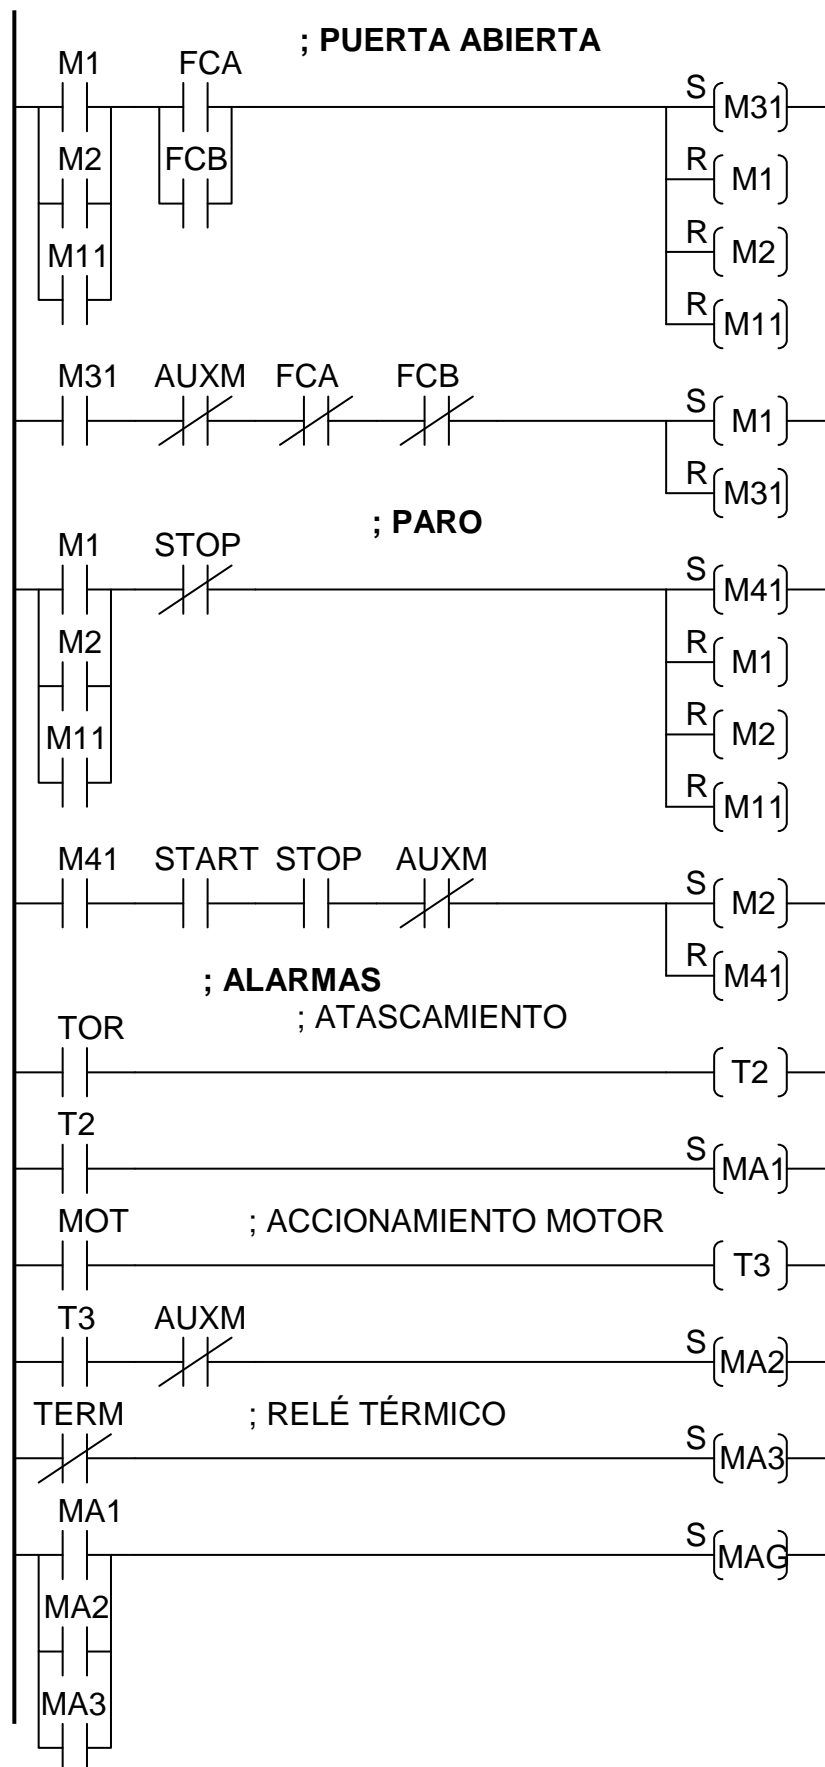 ; PUERTA ABIERTA
M1 FCA
S M31
M2 FCB
R M1
M11
R M2
R M11
M31 AUXM FCA FCB
S M1
R M31
; PARO
M1 STOP
S M41
M2
R M1
M11
R M2
R M11
M41 START STOP AUXM
S M2
R M41
; ALARMAS
; ATASCAMIENTO
TOR
T2
T2
S MA1
MOT ; ACCIONAMIENTO MOTOR
T3
T3 AUXM
S MA2
TERM ; RELÉ TÉRMICO
S MA3
MA1
S MAG
MA2
MA3